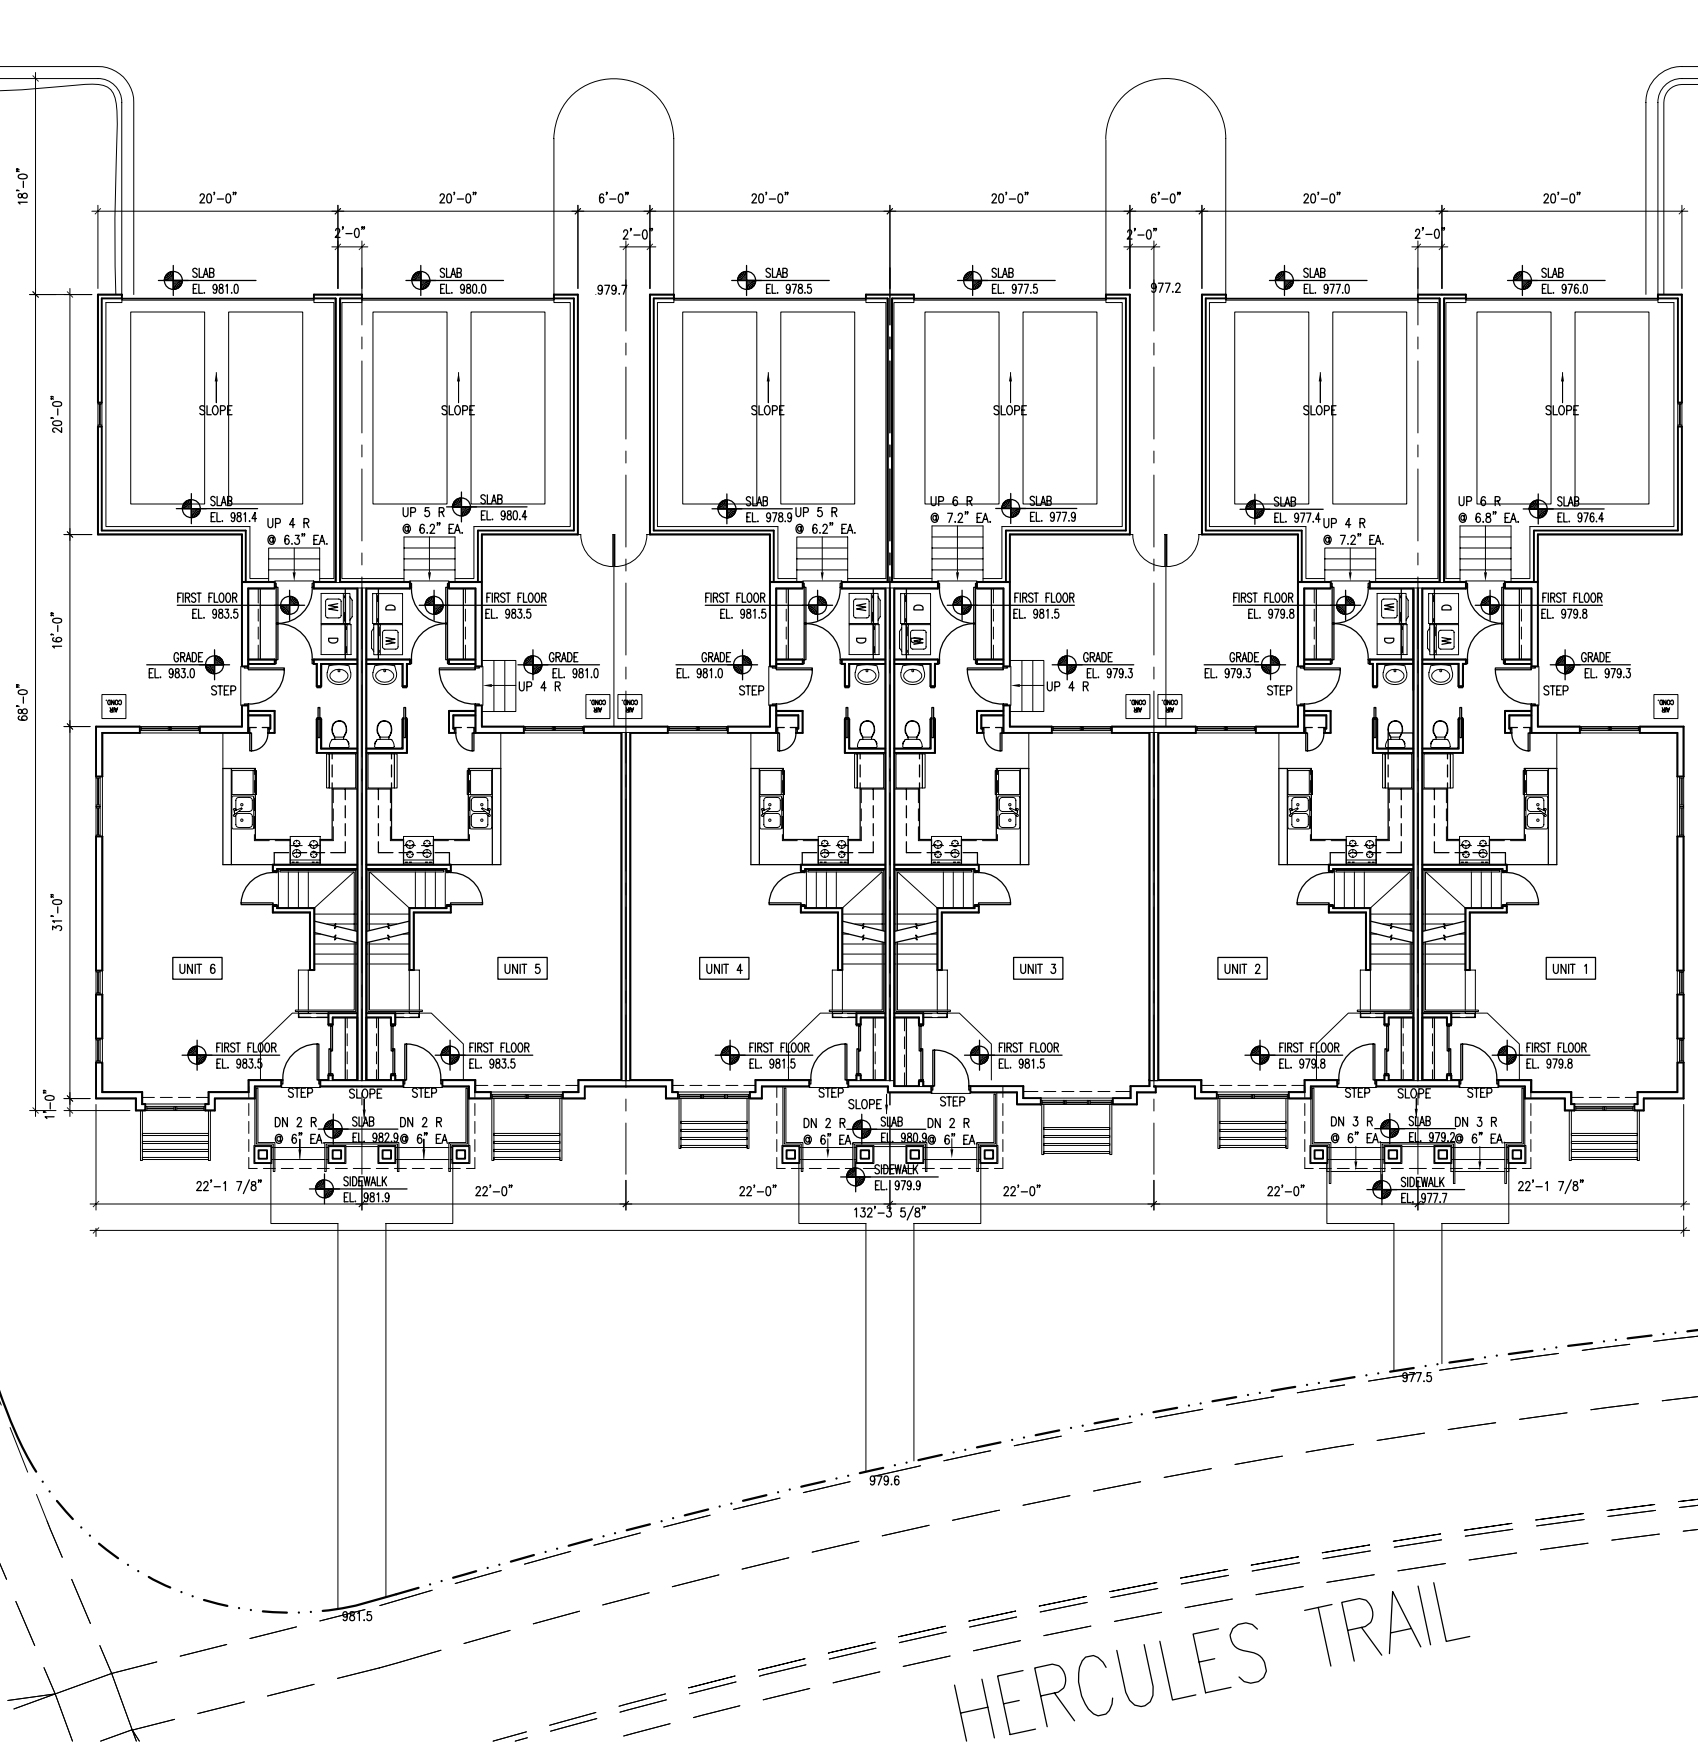 18'-0"
20'-0"
20'-0"
6'-0"
20'-0"
20'-0"
6'-0"
20'-0"
20'-0"
2'-0"
2'-0"
2'-0"
2'-0"
SLAB
EL. 981.0
SLAB
EL. 980.0
979.7
SLAB
EL. 978.5
SLAB
EL. 977.5
977.2
SLAB
EL. 977.0
SLAB
EL. 976.0
20'-0"
SLOPE
SLOPE
SLOPE
SLOPE
SLOPE
SLOPE
SLAB
EL. 981.4
UP 4 R
@ 6.3" EA.
UP 5 R
@ 6.2" EA.
SLAB
EL. 980.4
SLAB
EL. 978.9
UP 5 R
@ 6.2" EA.
UP 6 R
@ 7.2" EA.
SLAB
EL. 977.9
SLAB
EL. 977.4
UP 4 R
@ 7.2" EA.
UP 6 R
@ 6.8" EA.
SLAB
EL. 976.4
16'-0"
68'-0"
FIRST FLOOR
EL. 983.5
W
D
D
W
FIRST FLOOR
EL. 983.5
FIRST FLOOR
EL. 981.5
W
D
D
W
FIRST FLOOR
EL. 981.5
FIRST FLOOR
EL. 979.8
W
D
D
W
FIRST FLOOR
EL. 979.8
GRADE
EL. 983.0
STEP
GRADE
EL. 981.0
UP 4 R
GRADE
EL. 981.0
STEP
GRADE
EL. 979.3
UP 4 R
GRADE
EL. 979.3
STEP
GRADE
EL. 979.3
STEP
AIR
COND.
AIR
COND.
AIR
COND.
AIR
COND.
AIR
COND.
AIR
COND.
31'-0"
UNIT 6
UNIT 5
UNIT 4
UNIT 3
UNIT 2
UNIT 1
FIRST FLOOR
EL. 983.5
FIRST FLOOR
EL. 983.5
FIRST FLOOR
EL. 981.5
FIRST FLOOR
EL. 981.5
FIRST FLOOR
EL. 979.8
FIRST FLOOR
EL. 979.8
1'-0"
STEP
SLOPE
STEP
STEP
SLOPE
STEP
STEP
SLOPE
STEP
DN 2 R
@ 6" EA
SLAB
EL. 982.9
DN 2 R
@ 6" EA
DN 2 R
@ 6" EA
SLAB
EL. 980.9
DN 2 R
@ 6" EA
DN 3 R
@ 6" EA
SLAB
EL. 979.2
DN 3 R
@ 6" EA
SIDEWALK
EL. 981.9
SIDEWALK
EL. 979.9
SIDEWALK
EL. 977.7
22'-1 7/8"
22'-0"
22'-0"
22'-0"
22'-0"
22'-1 7/8"
132'-3 5/8"
977.5
979.6
981.5
HERCULES TRAIL